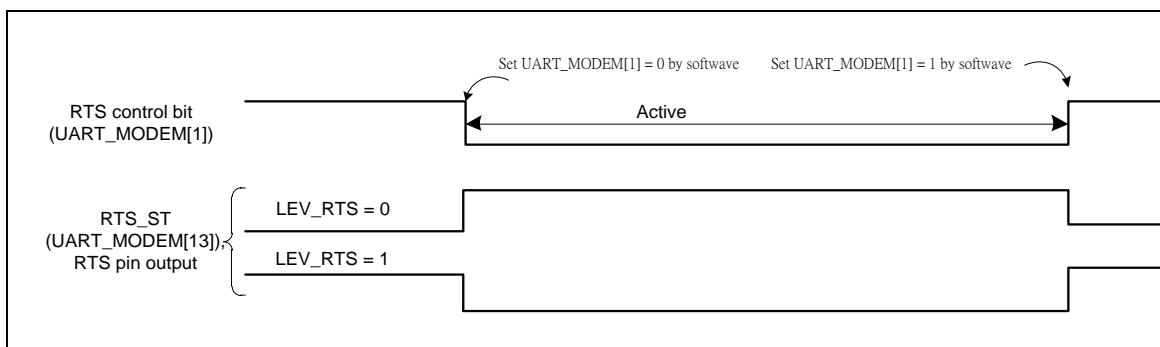 Set UART_MODEM[1] = 0 by softwave
Set UART_MODEM[1] = 1 by softwave
RTS control bit
(UART_MODEM[1])
Active
RTS_ST
(UART_MODEM[13]),
RTS pin output
LEV_RTS = 0
LEV_RTS = 1